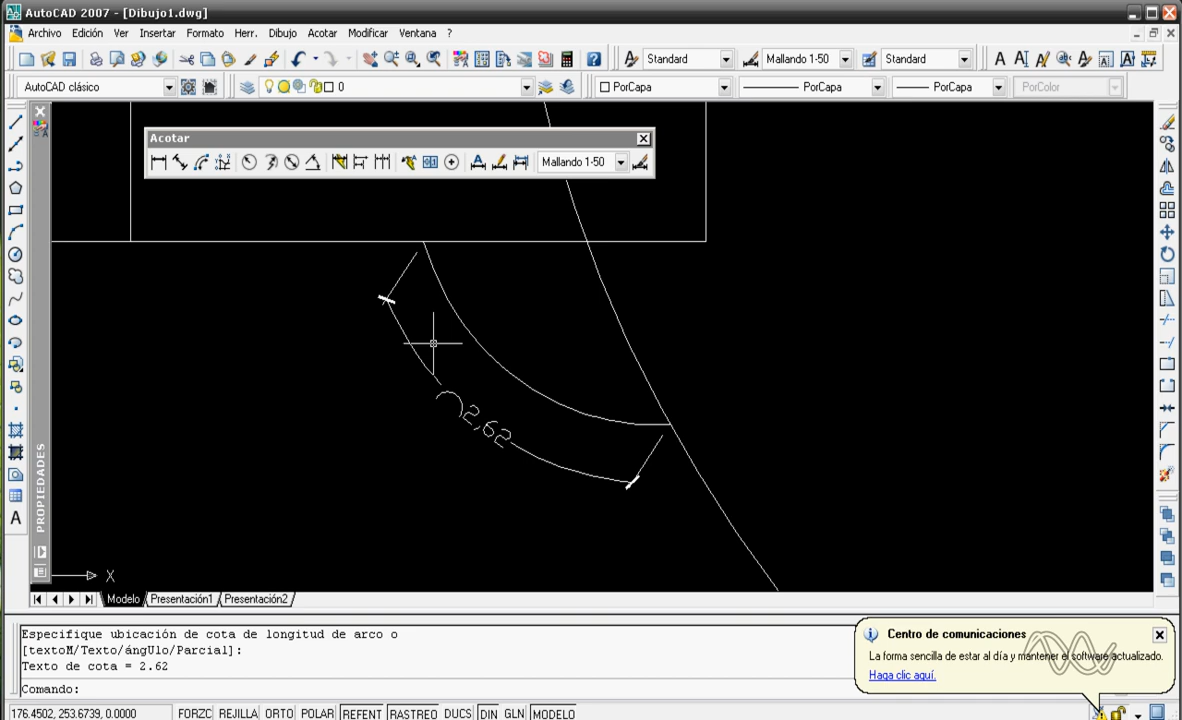 AutoCAD 2007 - [Dibujo1.dwg]
Archivo Edición Ver Insertar Formato Herr. Dibujo Acotar Modificar Ventana ?
Standard Mallando 1-50 Standard
AutoCAD clásico 0 PorCapa PorCapa PorCapa PorColor
Acotar
Mallando 1-50
2,62
PROPIEDADES
X
Modelo Presentación1 Presentación2
Especifique ubicación de cota de longitud de arco o
[textoM/Texto/ángUlo/Parcial]:
Texto de cota = 2.62
Comando:
Centro de comunicaciones
La forma sencilla de estar al día y mantener el software actualizado.
Haga clic aquí.
176.4502, 253.6739, 0.0000 FORZC REJILLA ORTO POLAR REFENT RASTREO DUCS DIN GLN MODELO